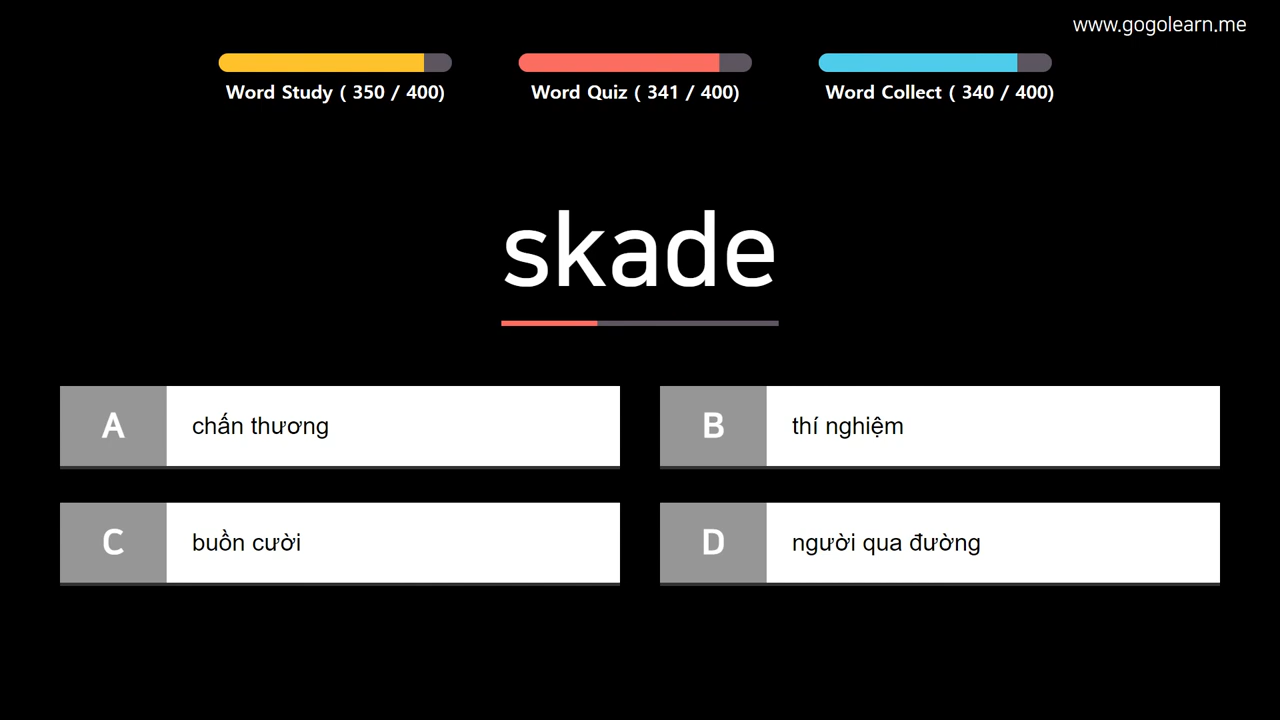 www.gogolearn.me
Word Study ( 350 / 400)
Word Quiz ( 341 / 400)
Word Collect ( 340 / 400)
skade
A
chấn thương
B
thí nghiệm
C
buồn cười
D
người qua đường